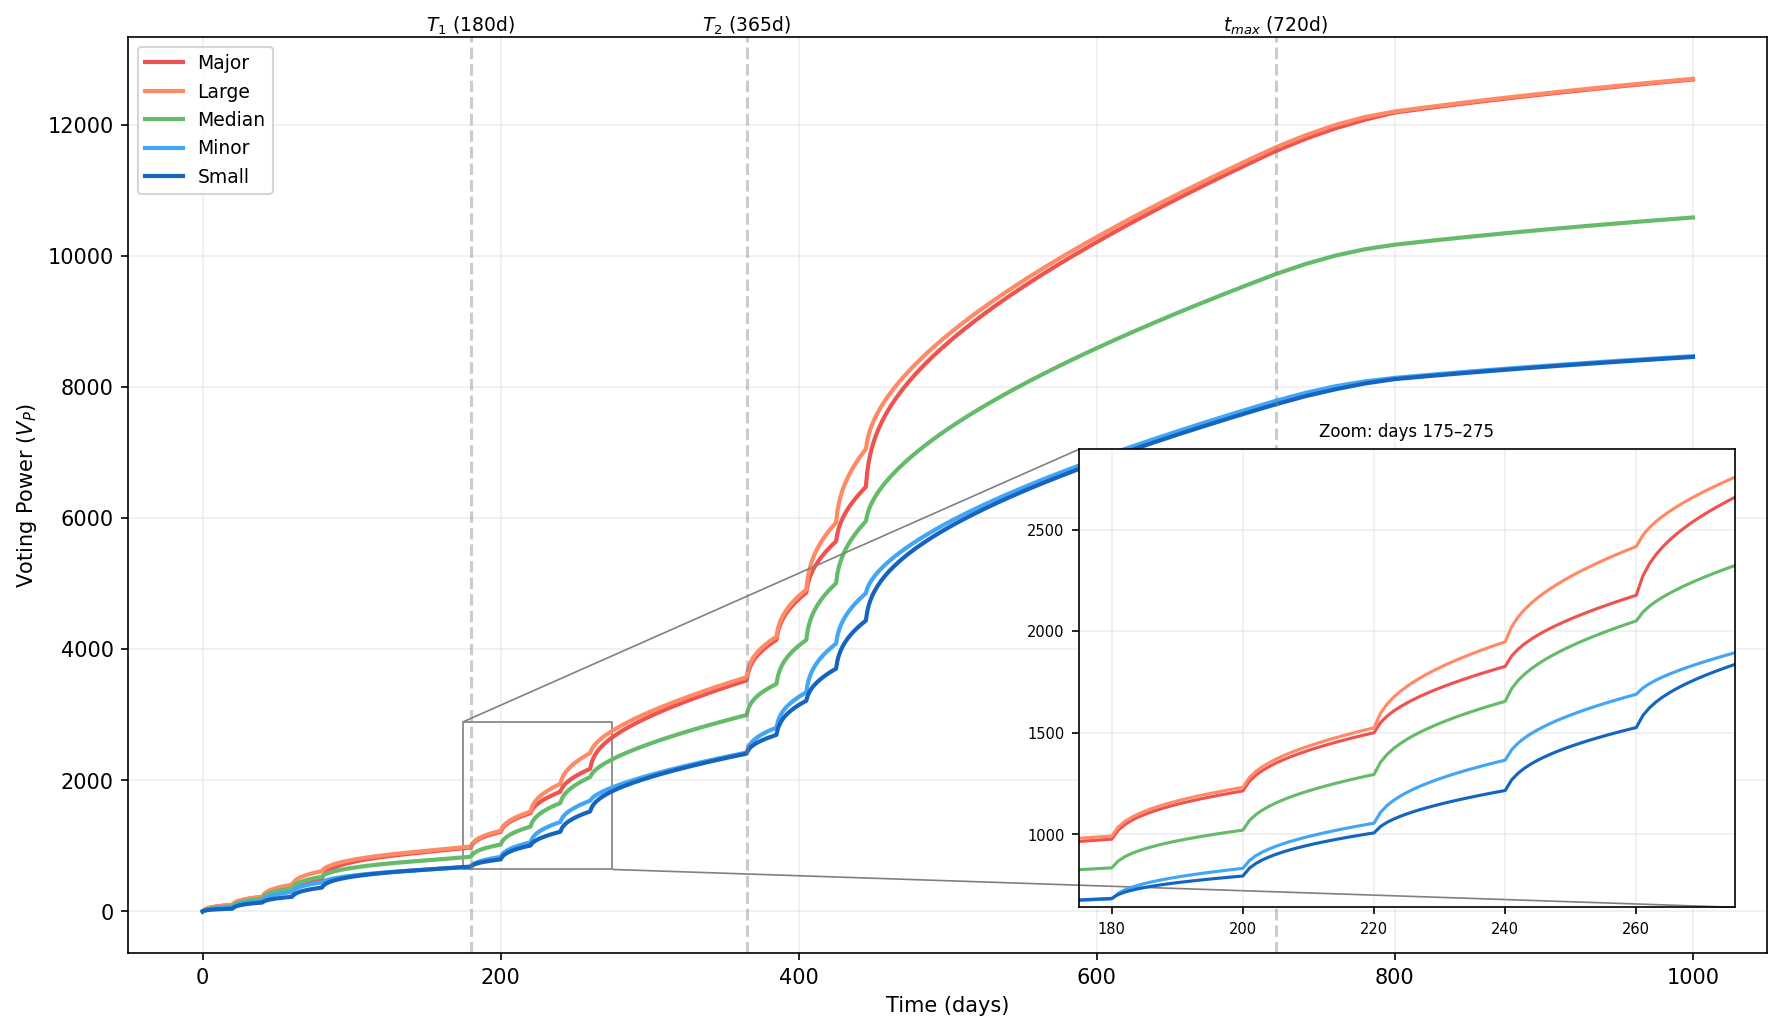 T₁ (180d)
T₂ (365d)
tₘₐₓ (720d)
Major
Large
Median
Minor
Small
12000
10000
8000
6000
4000
2000
0
Voting Power (V_P)
Zoom: days 175–275
2500
2000
1500
1000
180
200
220
240
260
0
200
400
600
800
1000
Time (days)